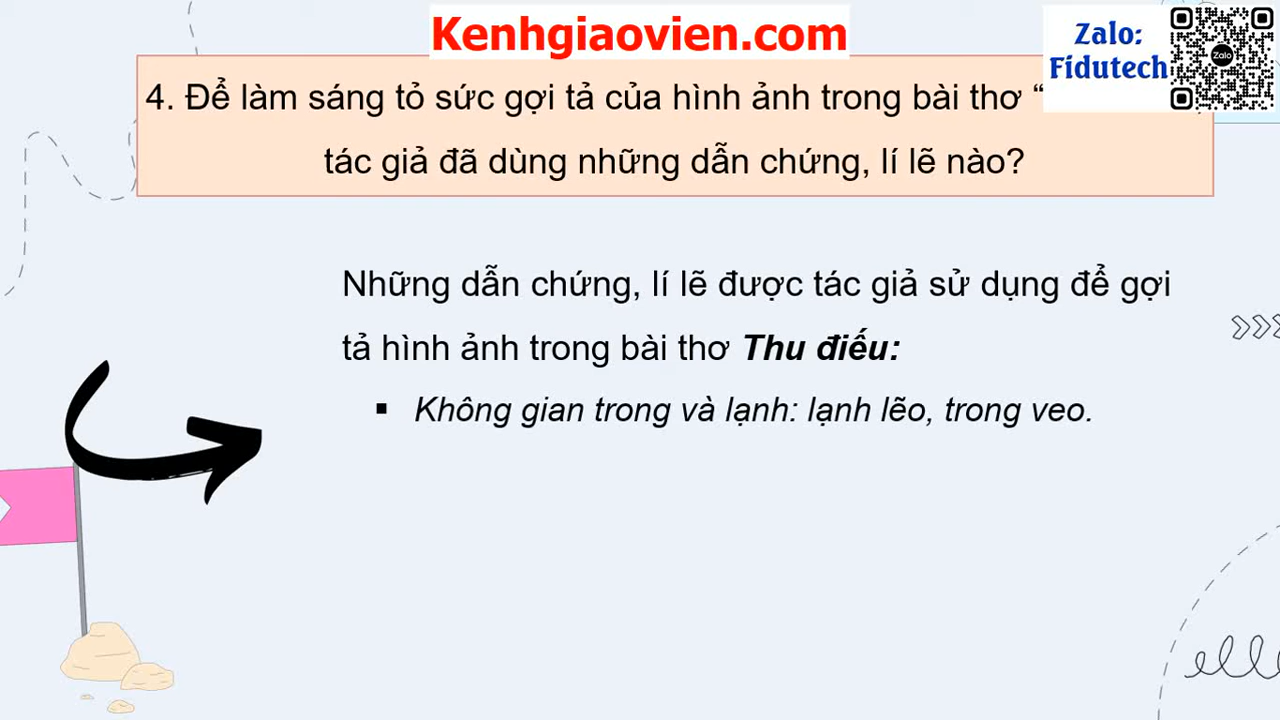 Kenhgiaovien.com
Zalo:
Fidutech
Zalo
4. Để làm sáng tỏ sức gợi tả của hình ảnh trong bài thơ “
tác giả đã dùng những dẫn chứng, lí lẽ nào?
Những dẫn chứng, lí lẽ được tác giả sử dụng để gợi
tả hình ảnh trong bài thơ Thu điếu:
▪ Không gian trong và lạnh: lạnh lẽo, trong veo.